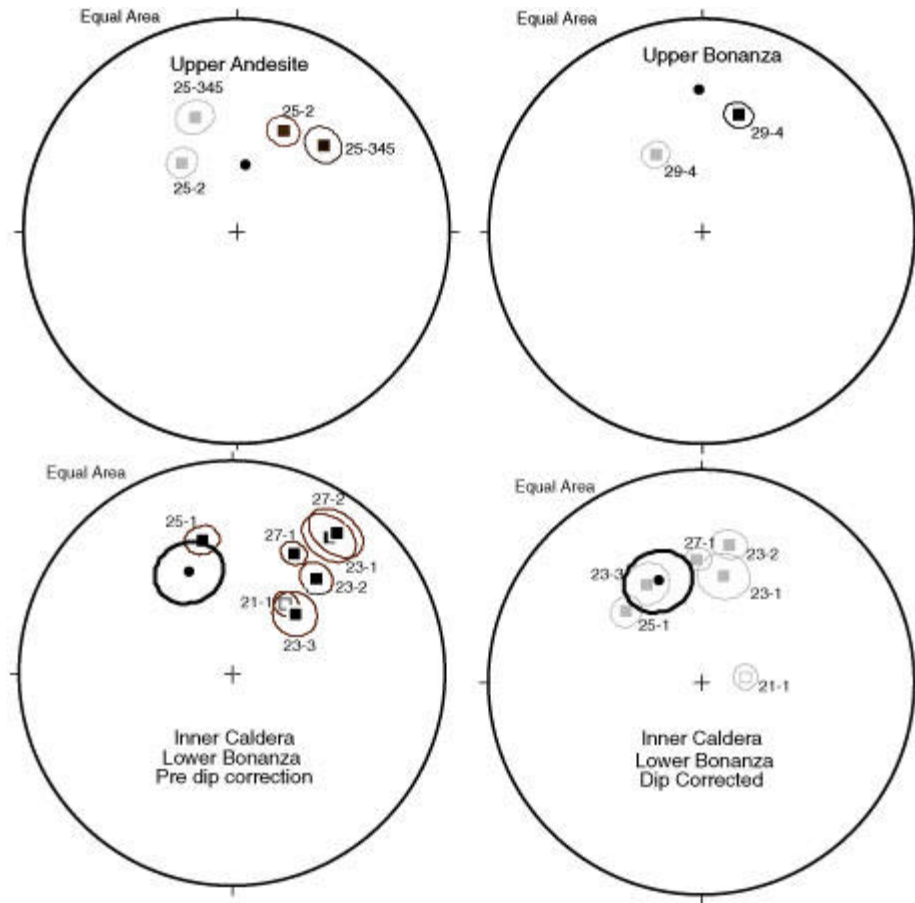 Equal Area
Upper Andesite
25-345
25-2
25-345
25-2
Equal Area
Upper Bonanza
29-4
29-4
Equal Area
27-2
25-1
27-1
23-1
23-2
21-1
23-3
Inner Caldera
Lower Bonanza
Pre dip correction
Equal Area
27-1
23-2
23-3
23-1
25-1
21-1
Inner Caldera
Lower Bonanza
Dip Corrected